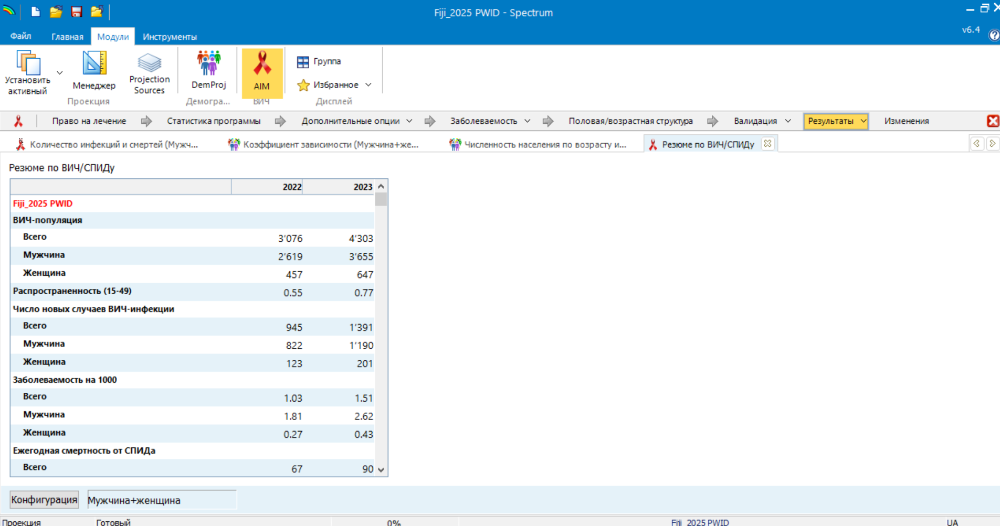 Fiji_2025 PWID - Spectrum
v6.4
Файл Главная Модули Инструменты
Установить активный
Менеджер
Projection Sources
Проекция
DemProj
Демогра...
AIM
ВИЧ
Группа
Избранное
Дисплей
Право на лечение Статистика программы Дополнительные опции Заболеваемость Половая/возрастная структура Валидация Результаты Изменения
Количество инфекций и смертей (Мужч... Коэффициент зависимости (Мужчина+же... Численность населения по возрасту и... Резюме по ВИЧ/СПИДу
Резюме по ВИЧ/СПИДу
2022 2023
Fiji_2025 PWID
ВИЧ-популяция
Всего 3'076 4'303
Мужчина 2'619 3'655
Женщина 457 647
Распространенность (15-49) 0.55 0.77
Число новых случаев ВИЧ-инфекции
Всего 945 1'391
Мужчина 822 1'190
Женщина 123 201
Заболеваемость на 1000
Всего 1.03 1.51
Мужчина 1.81 2.62
Женщина 0.27 0.43
Ежегодная смертность от СПИДа
Всего 67 90
Конфигурация Мужчина+женщина
Проекция Готовый 0% Fiji_2025 PWID UA